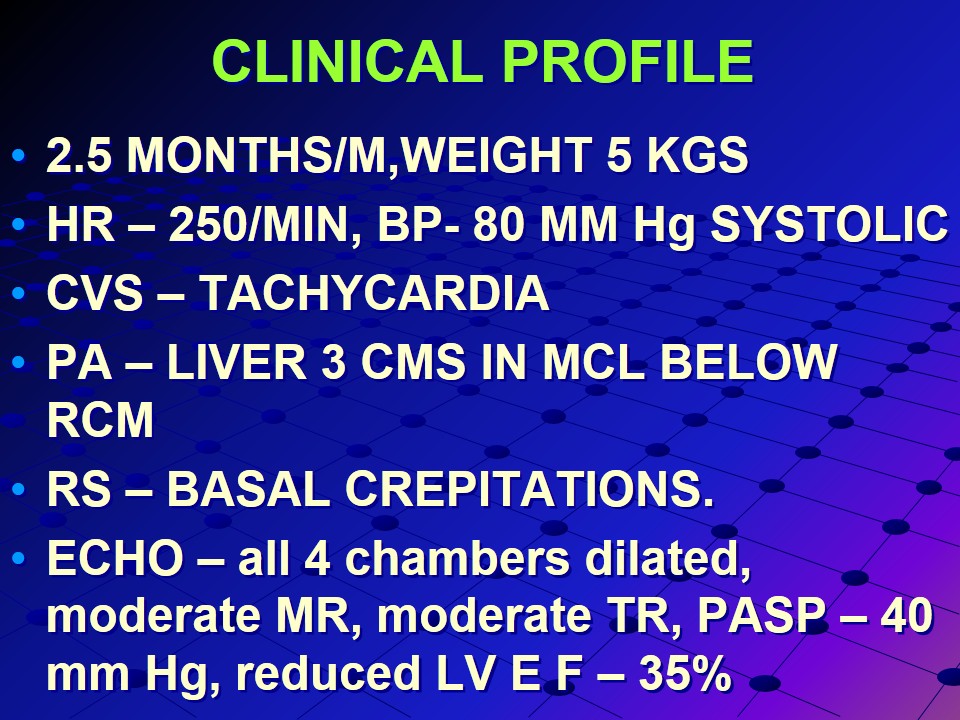 CLINICAL PROFILE
• 2.5 MONTHS/M,WEIGHT 5 KGS
• HR – 250/MIN, BP- 80 MM Hg SYSTOLIC
• CVS – TACHYCARDIA
• PA – LIVER 3 CMS IN MCL BELOW
RCM
• RS – BASAL CREPITATIONS.
• ECHO – all 4 chambers dilated,
moderate MR, moderate TR, PASP – 40
mm Hg, reduced LV E F – 35%